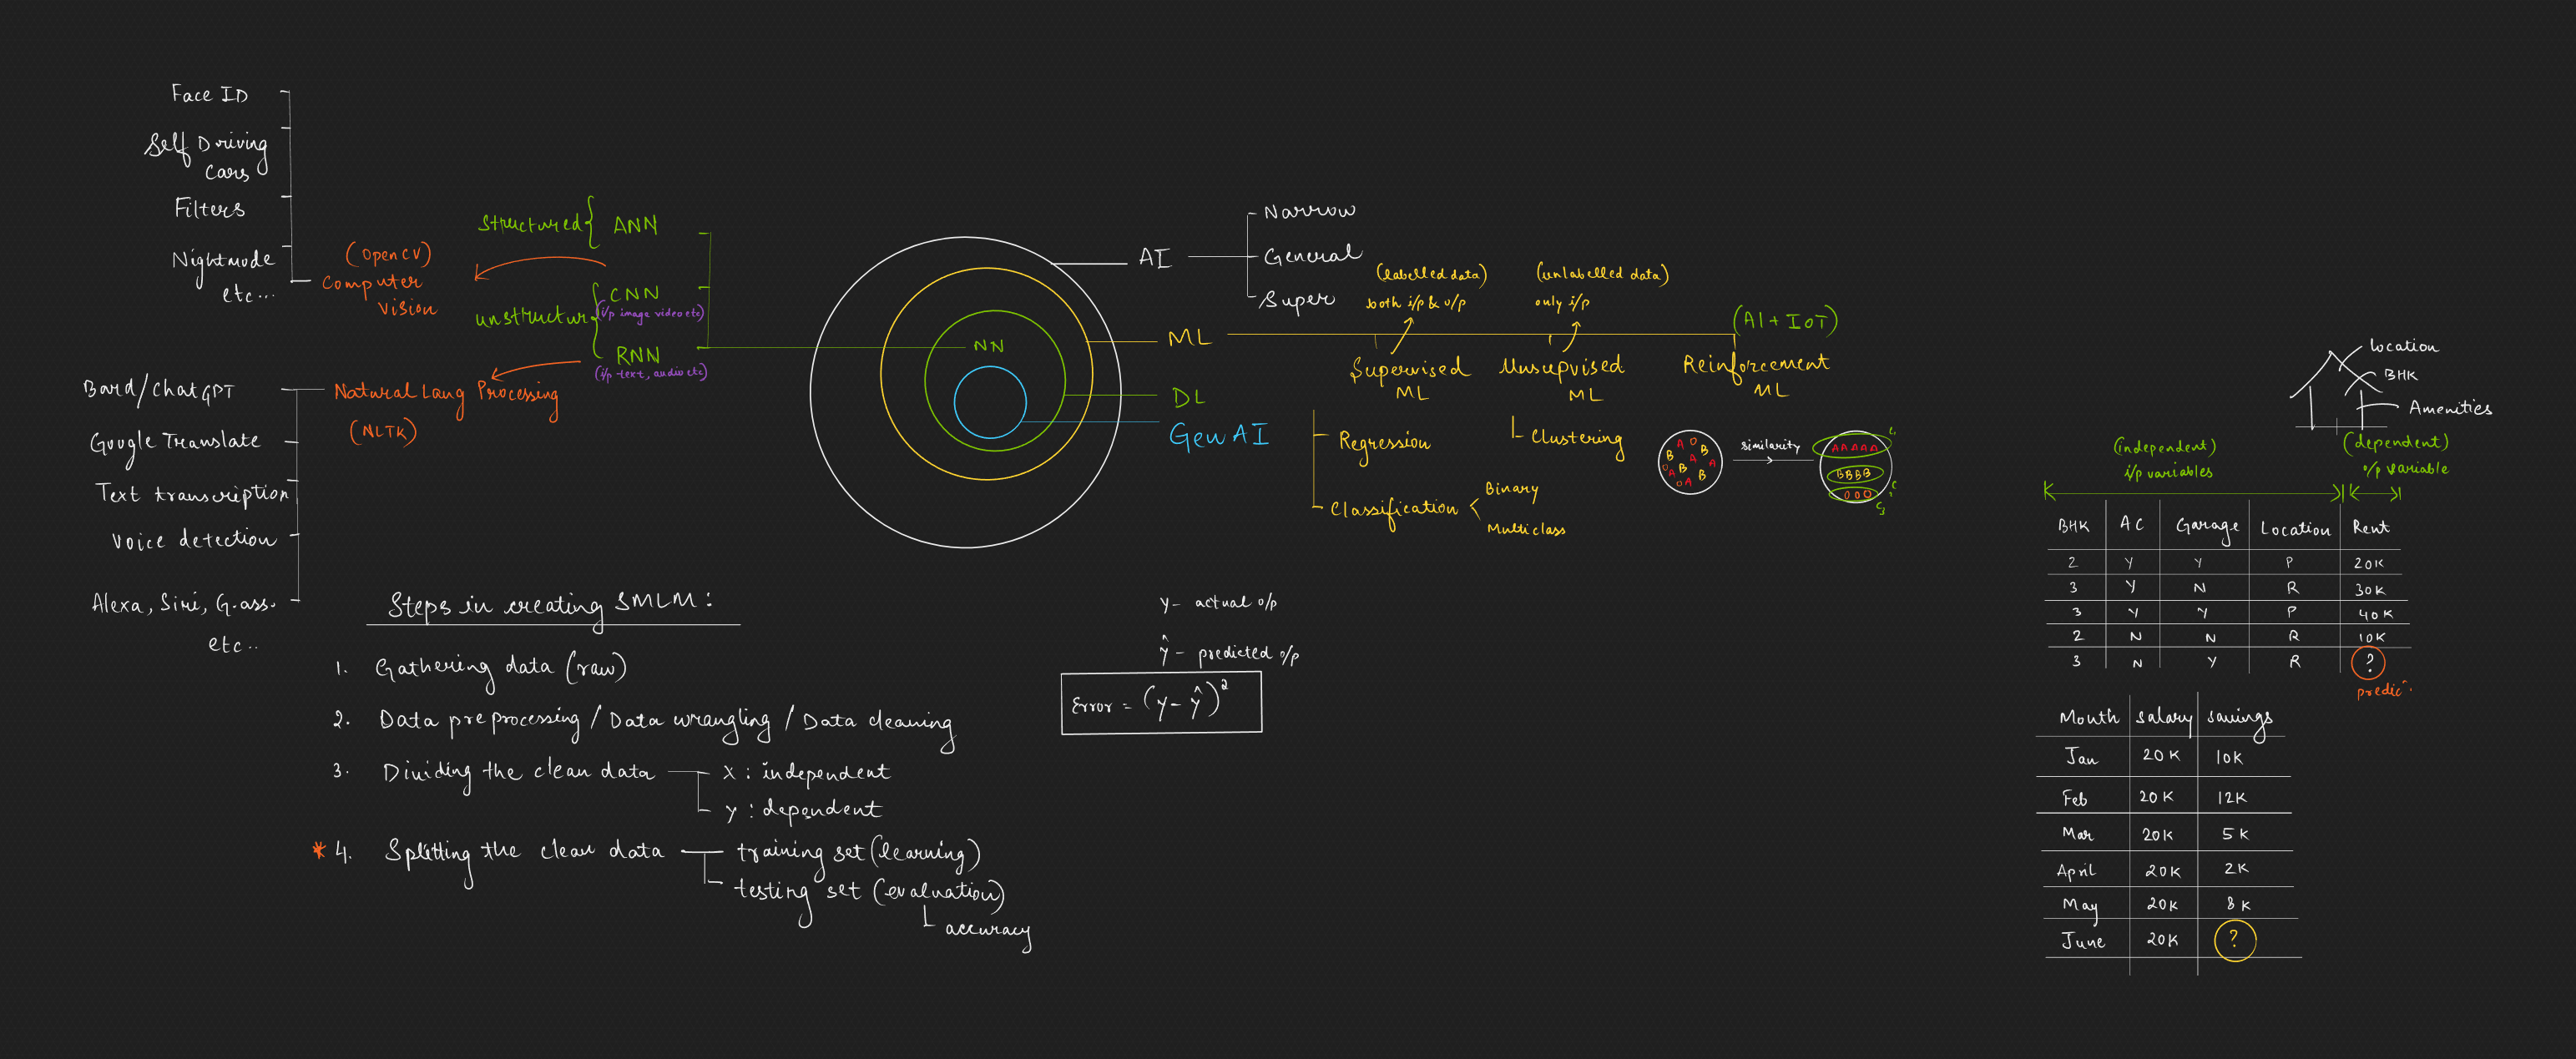 Face ID
Self Driving
Cars
Filters
Nightmode
etc...
(OpenCV)
Computer
Vision
Structured { ANN
unstructur {
CNN
(i/p image video etc)
RNN
(i/p text, audio etc)
Bard/ChatGPT
Natural Lang Processing
(NLTK)
Google Translate
Text transcription
Voice detection
Alexa, Siri, G.ass.
etc..
NN
AI
Narrow
General
Super
ML
DL
Gen AI
(labelled data)
both i/p & o/p
(unlabelled data)
only i/p
(AI + IoT)
Supervised
ML
Unsupvised
ML
Reinforcement
ML
Regression
Classification <
Binary
Multiclass
Clustering
A O
B B
O A A
A B B
O A
similarity
AAAAA
BBBB
OOO
Location
BHK
Amenities
(independent)
i/p variables
(dependent)
o/p variable
BHK AC Garage Location Rent
2 Y Y P 20K
3 Y N R 30K
3 Y Y P 40K
2 N N R 10K
3 N Y R ?
predic
Month Salary Savings
Jan 20K 10K
Feb 20K 12K
Mar 20K 5K
April 20K 2K
May 20K 8K
June 20K ?
Steps in creating SMLM:
1. Gathering data (raw)
2. Data preprocessing / Data wrangling / Data cleaning
3. Dividing the clean data
X : independent
y : dependent
* 4. Splitting the clean data
training set (learning)
testing set (evaluation)
accuracy
y - actual o/p
ŷ - predicted o/p
Error = (y - ŷ)²